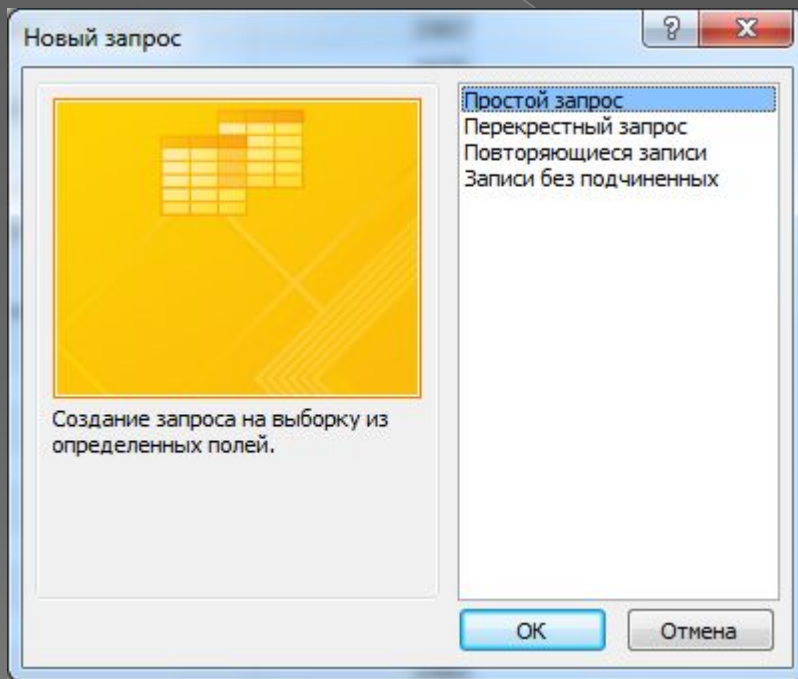 Новый запрос
Простой запрос
Перекрестный запрос
Повторяющиеся записи
Записи без подчиненных
Создание запроса на выборку из
определенных полей.
ОК
Отмена